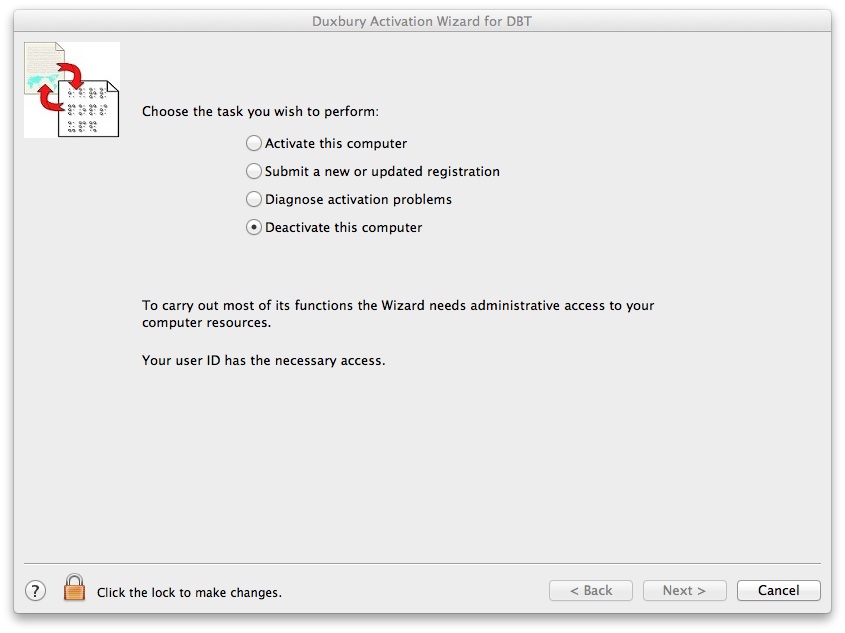 Duxbury Activation Wizard for DBT
Choose the task you wish to perform:
Activate this computer
Submit a new or updated registration
Diagnose activation problems
Deactivate this computer
To carry out most of its functions the Wizard needs administrative access to your
computer resources.
Your user ID has the necessary access.
?
Click the lock to make changes.
< Back
Next >
Cancel